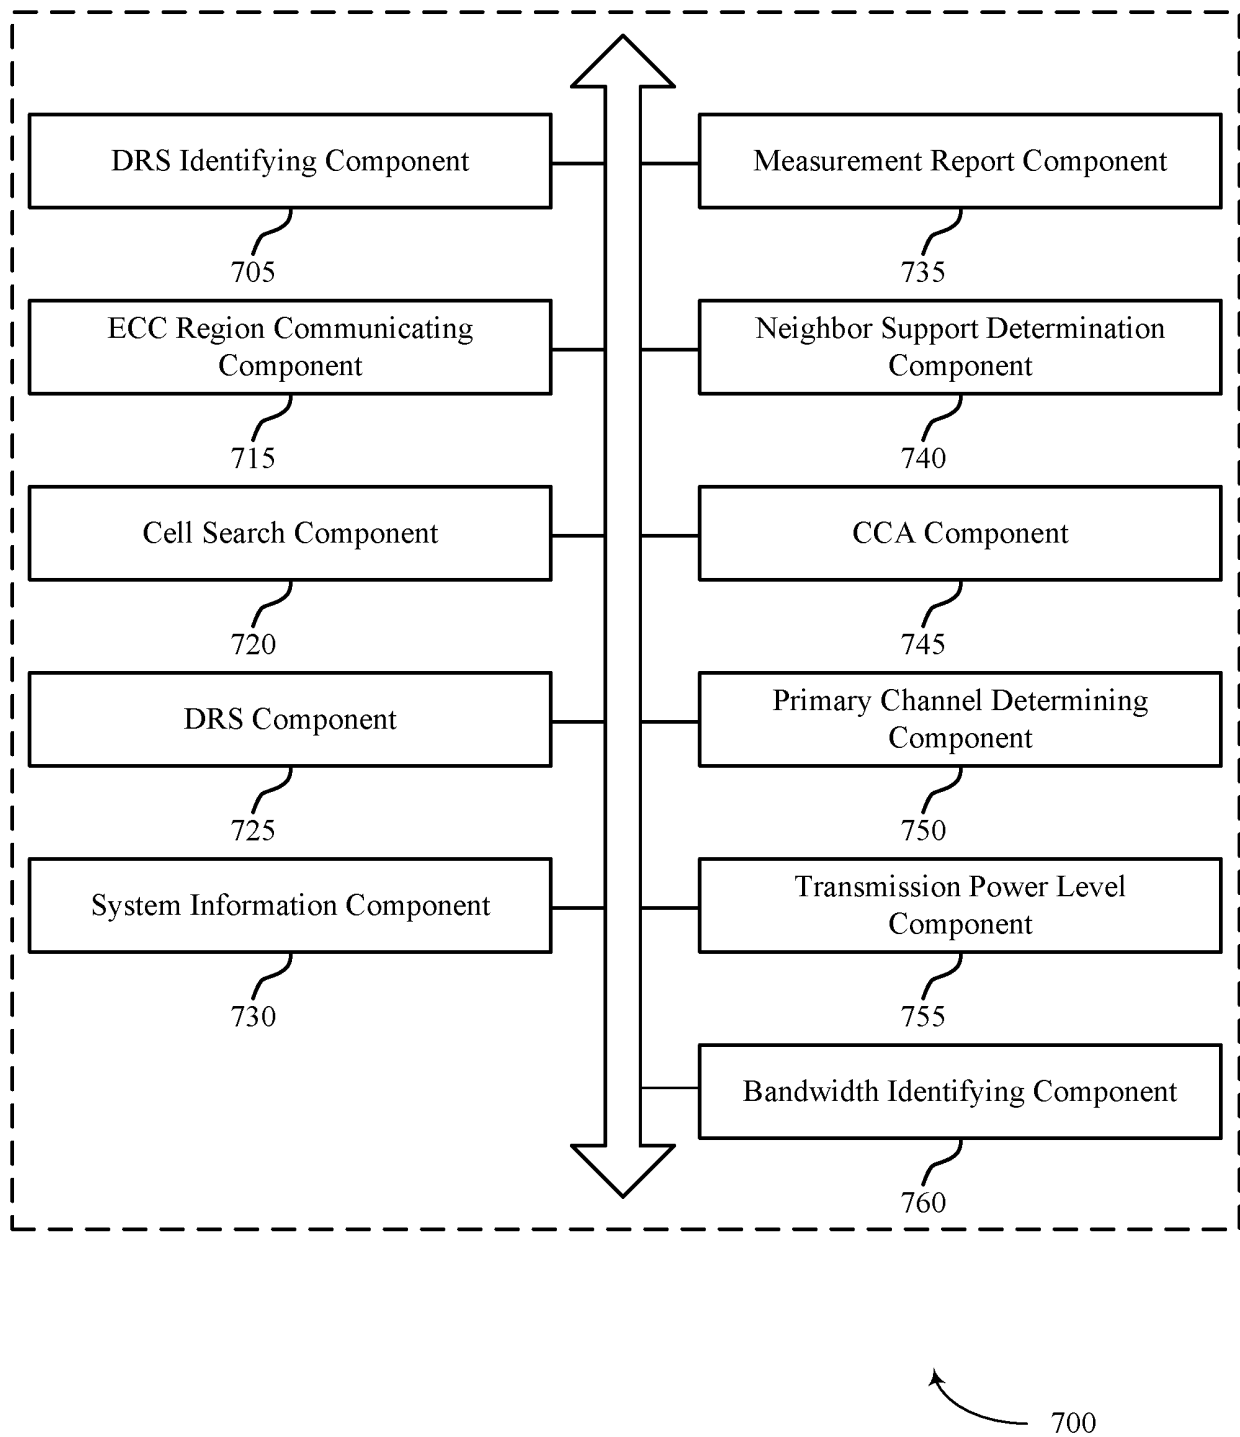 DRS Identifying Component
705
ECC Region Communicating
Component
715
Cell Search Component
720
DRS Component
725
System Information Component
730
Measurement Report Component
735
Neighbor Support Determination
Component
740
CCA Component
745
Primary Channel Determining
Component
750
Transmission Power Level
Component
755
Bandwidth Identifying Component
760
700